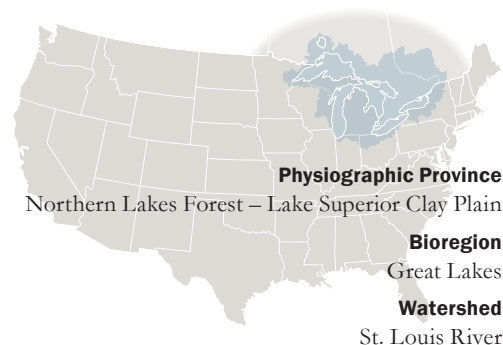 Physiographic Province
Northern Lakes Forest – Lake Superior Clay Plain
Bioregion
Great Lakes
Watershed
St. Louis River